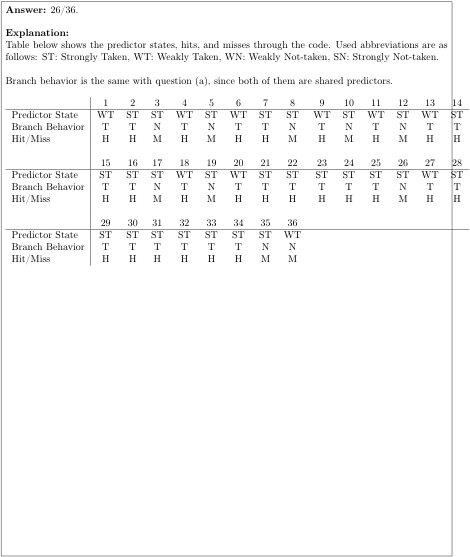 Answer: 26/36.
Explanation:
Table below shows the predictor states, hits, and misses through the code. Used abbreviations are as
follows: ST: Strongly Taken, WT: Weakly Taken, WN: Weakly Not-taken, SN: Strongly Not-taken.
Branch behavior is the same with question (a), since both of them are shared predictors.
1 2 3 4 5 6 7 8 9 10 11 12 13 14
Predictor State WT ST ST WT ST WT ST ST WT ST WT ST WT ST
Branch Behavior T T N T N T T N T N T N T T
Hit/Miss H H M H M H H M H M H M H H
15 16 17 18 19 20 21 22 23 24 25 26 27 28
Predictor State ST ST ST WT ST WT ST ST ST ST ST ST WT ST
Branch Behavior T T N T N T T T T T T N T T
Hit/Miss H H M H M H H H H H H M H H
29 30 31 32 33 34 35 36
Predictor State ST ST ST ST ST ST ST WT
Branch Behavior T T T T T T N N
Hit/Miss H H H H H H M M